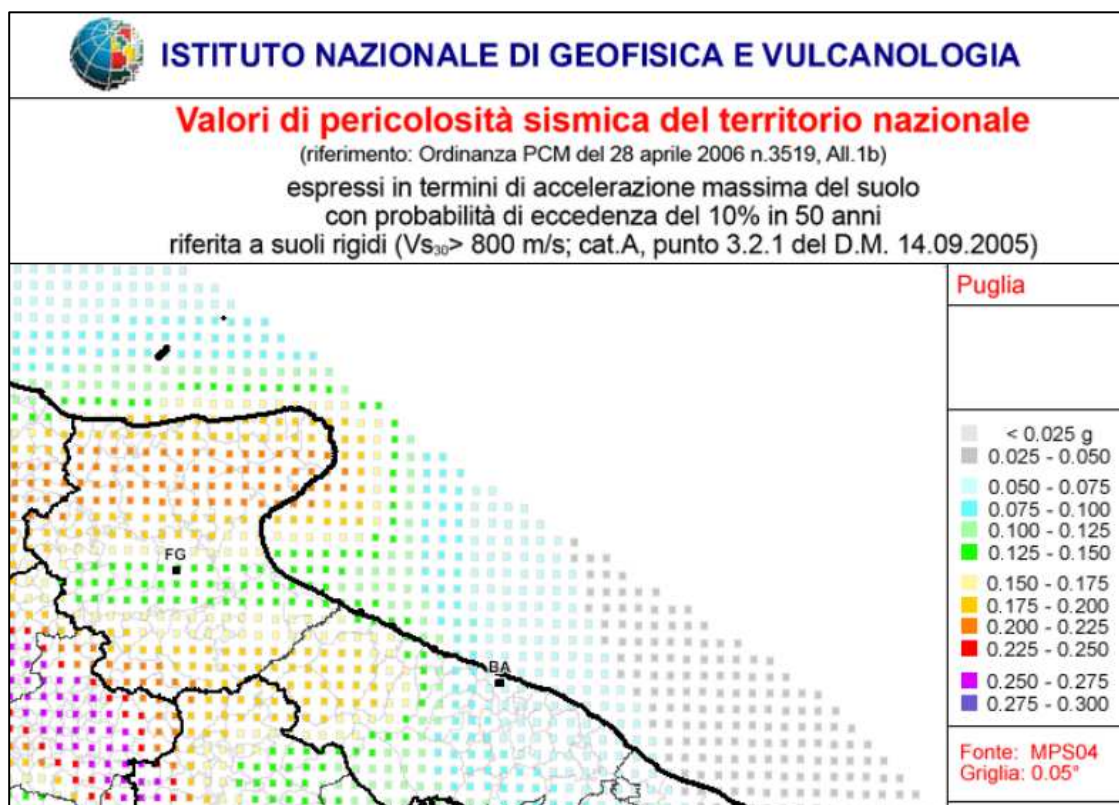 ISTITUTO NAZIONALE DI GEOFISICA E VULCANOLOGIA
Valori di pericolosità sismica del territorio nazionale
(riferimento: Ordinanza PCM del 28 aprile 2006 n.3519, All.1b)
espressi in termini di accelerazione massima del suolo
con probabilità di eccedenza del 10% in 50 anni
riferita a suoli rigidi (Vs₃₀> 800 m/s; cat.A, punto 3.2.1 del D.M. 14.09.2005)
Puglia
< 0.025 g
0.025 - 0.050
0.050 - 0.075
0.075 - 0.100
0.100 - 0.125
0.125 - 0.150
0.150 - 0.175
0.175 - 0.200
0.200 - 0.225
0.225 - 0.250
0.250 - 0.275
0.275 - 0.300
FG
BA
Fonte: MPS04
Griglia: 0.05°